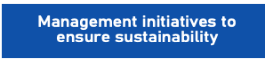 Management initiatives to
ensure sustainability